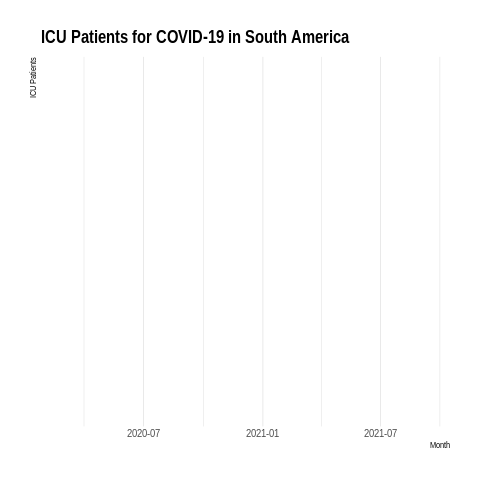 ICU Patients for COVID-19 in South America
ICU Patients
2020-07
2021-01
2021-07
Month